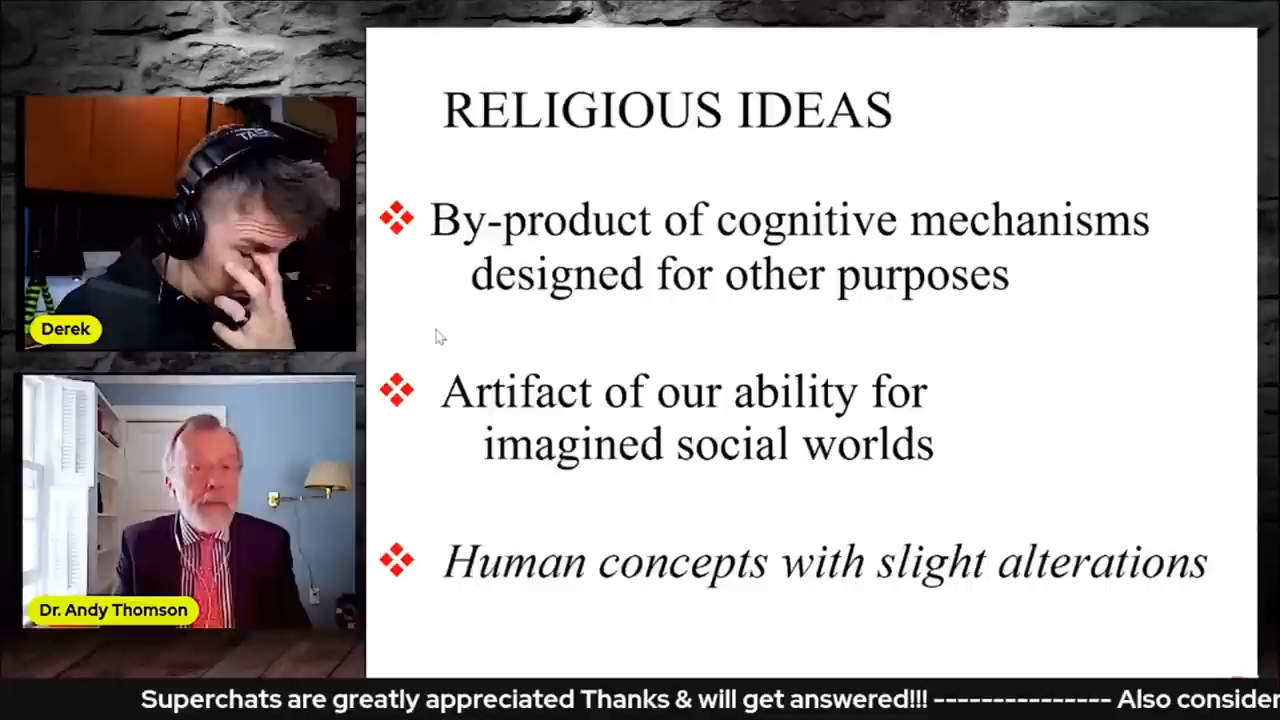 RELIGIOUS IDEAS
By-product of cognitive mechanisms
designed for other purposes
Artifact of our ability for
imagined social worlds
Human concepts with slight alterations
Derek
Dr. Andy Thomson
Superchats are greatly appreciated Thanks & will get answered!!! --------------- Also consider